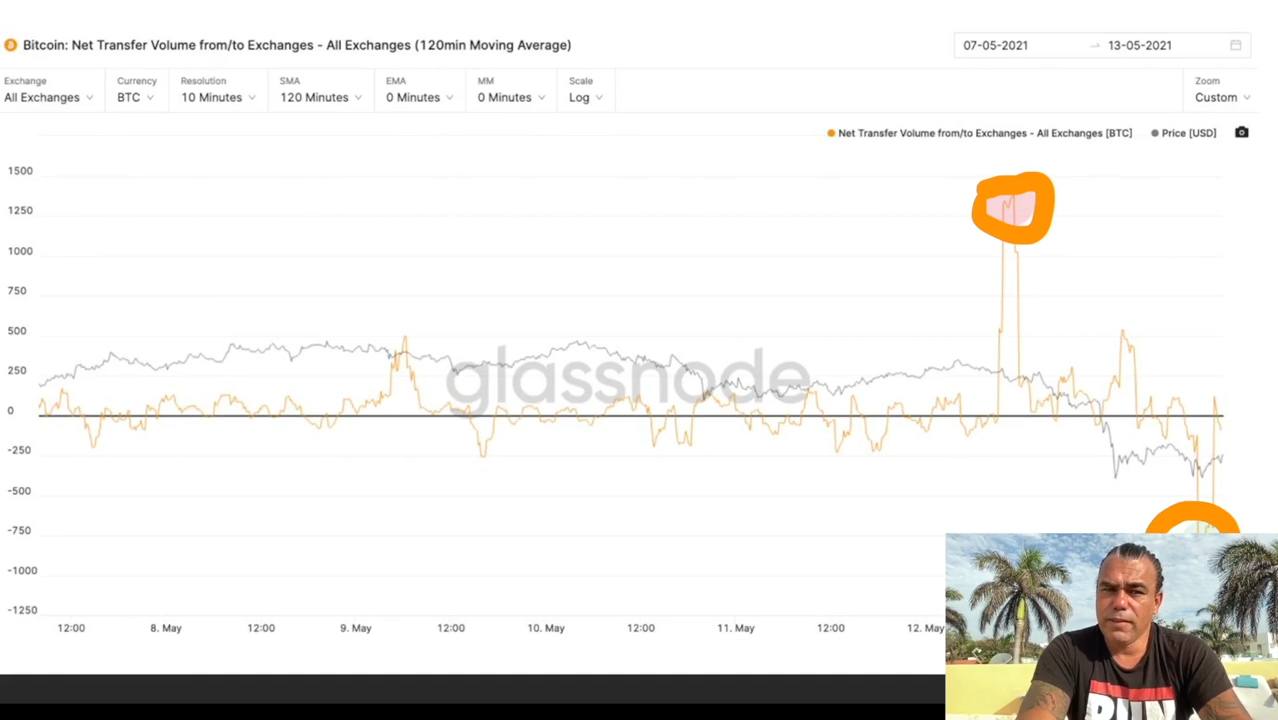 Bitcoin: Net Transfer Volume from/to Exchanges - All Exchanges (120min Moving Average)
07-05-2021 → 13-05-2021
Exchange Currency Resolution SMA EMA MM Scale Zoom
All Exchanges BTC 10 Minutes 120 Minutes 0 Minutes 0 Minutes Log Custom
Net Transfer Volume from/to Exchanges - All Exchanges [BTC] Price [USD]
1500
1250
1000
750
500
250
0
-250
-500
-750
-1000
-1250
glassnode
12:00 8. May 12:00 9. May 12:00 10. May 12:00 11. May 12:00 12. May